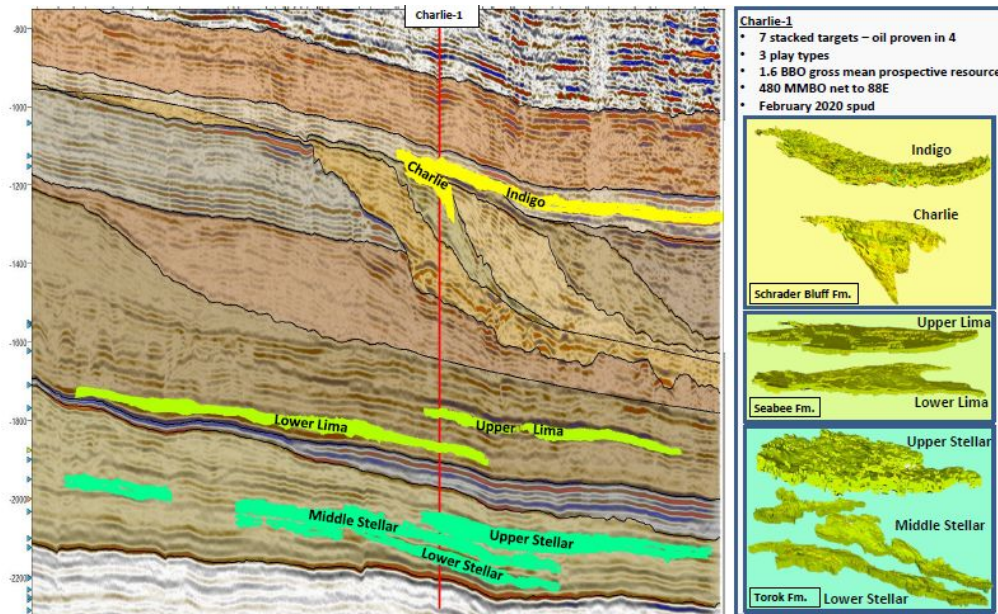 Charlie-1
-800
-1000
-1200
-1400
-1600
-1800
-2000
-2200
Charlie
Indigo
Lower Lima
Upper Lima
Middle Stellar
Upper Stellar
Lower Stellar
Charlie-1
• 7 stacked targets – oil proven in 4
• 3 play types
• 1.6 BBO gross mean prospective resource
• 480 MMBO net to 88E
• February 2020 spud
Indigo
Charlie
Schrader Bluff Fm.
Upper Lima
Lower Lima
Seabee Fm.
Upper Stellar
Middle Stellar
Lower Stellar
Torok Fm.